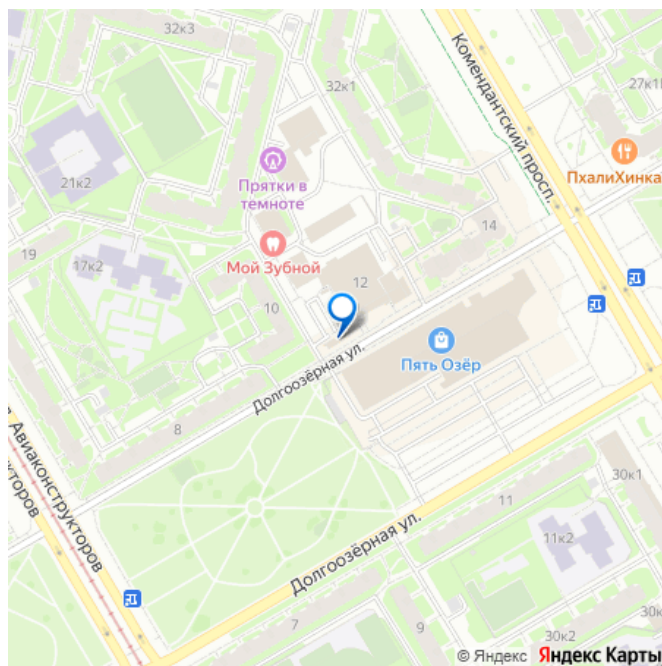 32к3
Комендантский просп.
32к1
27к1
Прятки в
темноте
ПхалиХинка
21к2
14
19
17к2
Мой Зубной
12
10
Пять Озёр
Долгоозёрная ул.
8
Авиаконструкторов
30к1
11
Долгоозёрная ул.
11к2
7
9
30к2
© Яндекс Яндекс Карты